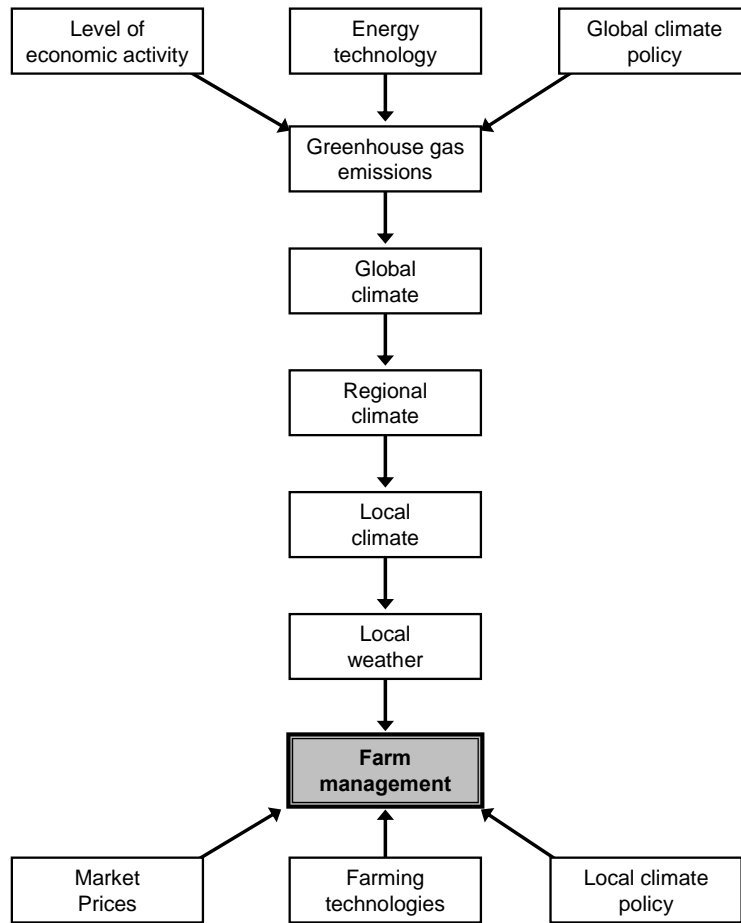 Level of
economic activity
Energy
technology
Global climate
policy
Greenhouse gas
emissions
Global
climate
Regional
climate
Local
climate
Local
weather
Farm
management
Market
Prices
Farming
technologies
Local climate
policy